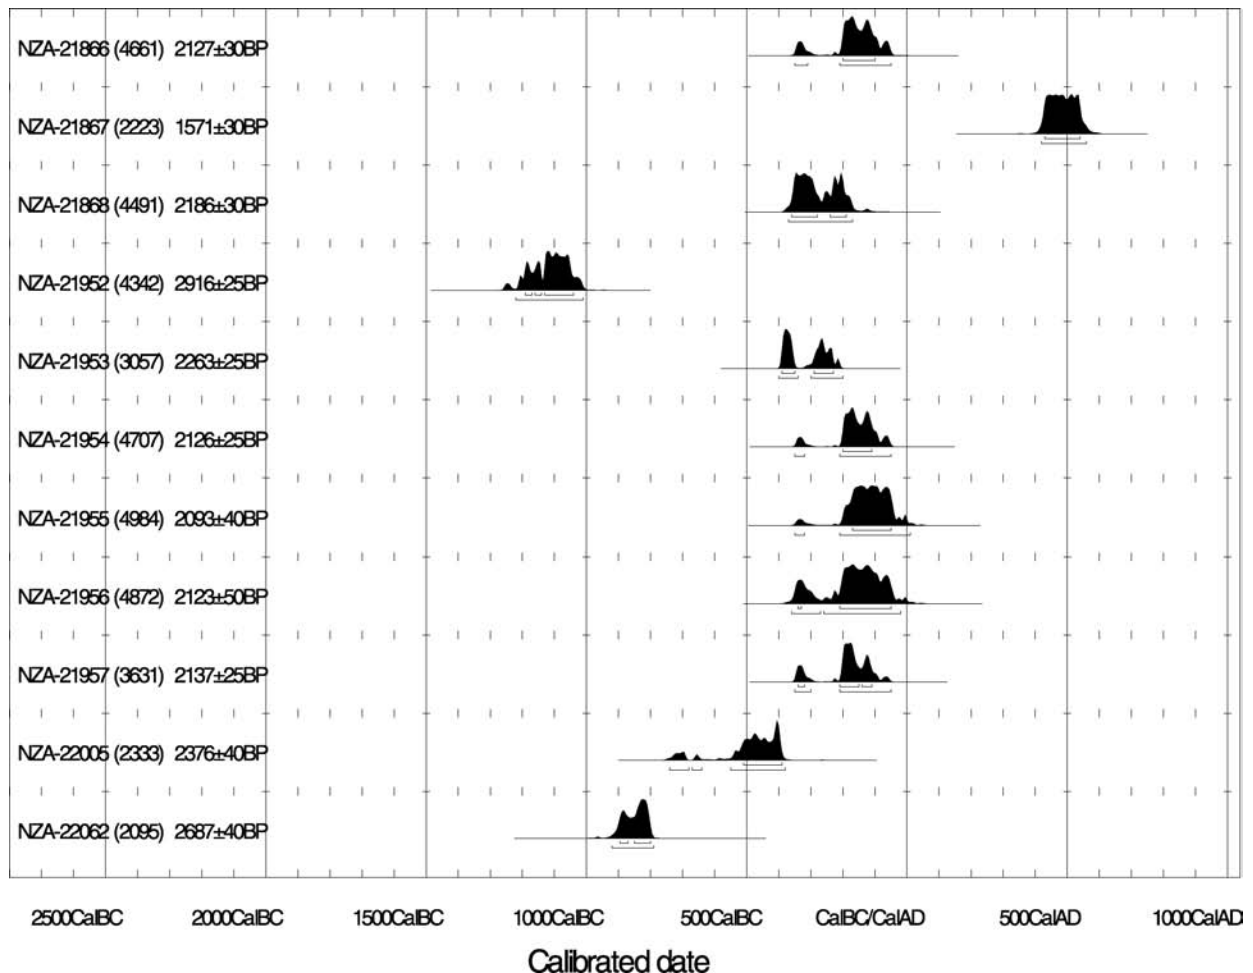 NZA-21866 (4661) 2127±30BP
NZA-21867 (2223) 1571±30BP
NZA-21868 (4491) 2186±30BP
NZA-21952 (4342) 2916±25BP
NZA-21953 (3057) 2263±25BP
NZA-21954 (4707) 2126±25BP
NZA-21955 (4984) 2093±40BP
NZA-21956 (4872) 2123±50BP
NZA-21957 (3631) 2137±25BP
NZA-22005 (2333) 2376±40BP
NZA-22062 (2095) 2687±40BP
2500CalBC 2000CalBC 1500CalBC 1000CalBC 500CalBC CalBC/CalAD 500CalAD 1000CalAD
Calibrated date